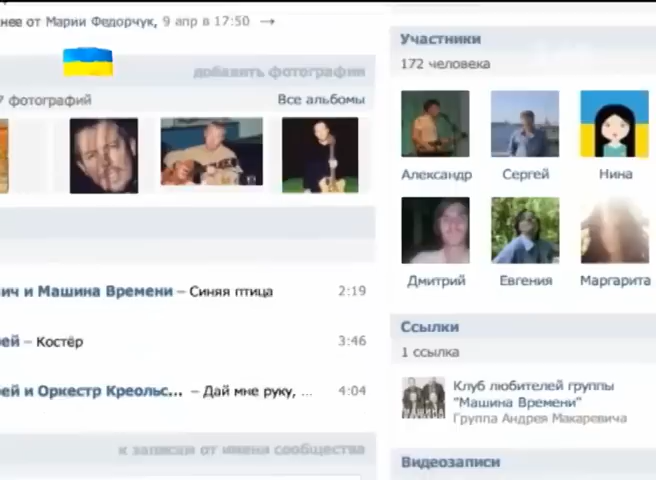 нее от Марии Федорчук, 9 апр в 17:50 →
добавить фотографии
7 фотографий
Все альбомы
ич и Машина Времени – Синяя птица 2:19
ей – Костёр 3:46
ей и Оркестр Креольс... – Дай мне руку, ... 4:04
к записям от имени сообщества
Участники
172 человека
Александр Сергей Нина
Дмитрий Евгения Маргарита
Ссылки
1 ссылка
Клуб любителей группы
"Машина Времени"
Группа Андрея Макаревича
Видеозаписи